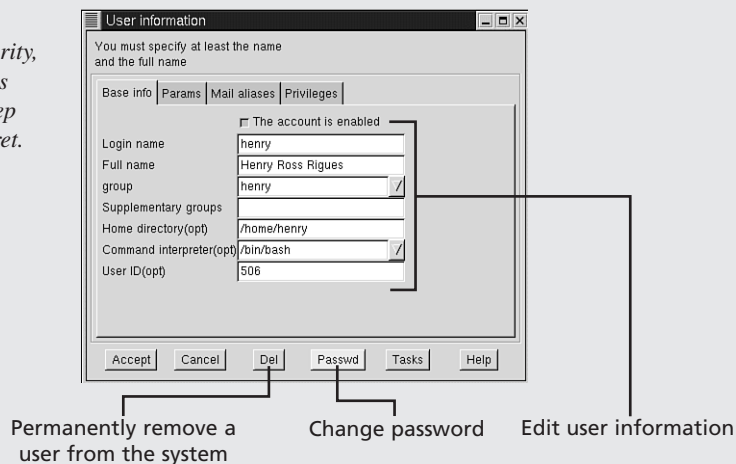 rity,
s
ep
ret.
User information
You must specify at least the name
and the full name
Base info Params Mail aliases Privileges
The account is enabled
Login name henry
Full name Henry Ross Rigues
group henry
Supplementary groups
Home directory(opt) /home/henry
Command interpreter(opt) /bin/bash
User ID(opt) 506
Accept Cancel Del Passwd Tasks Help
Permanently remove a
user from the system
Change password
Edit user information